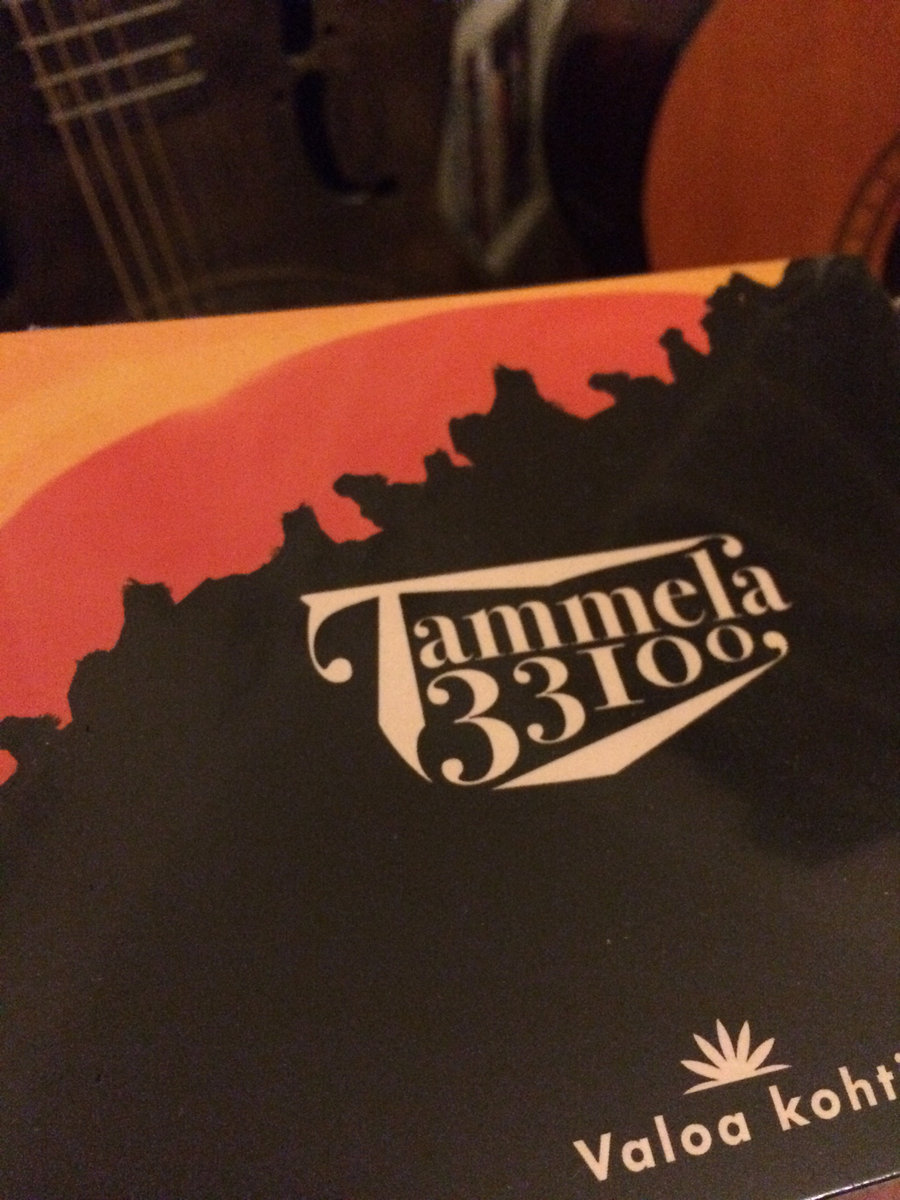 Tammela
33100,
Valoa kohti